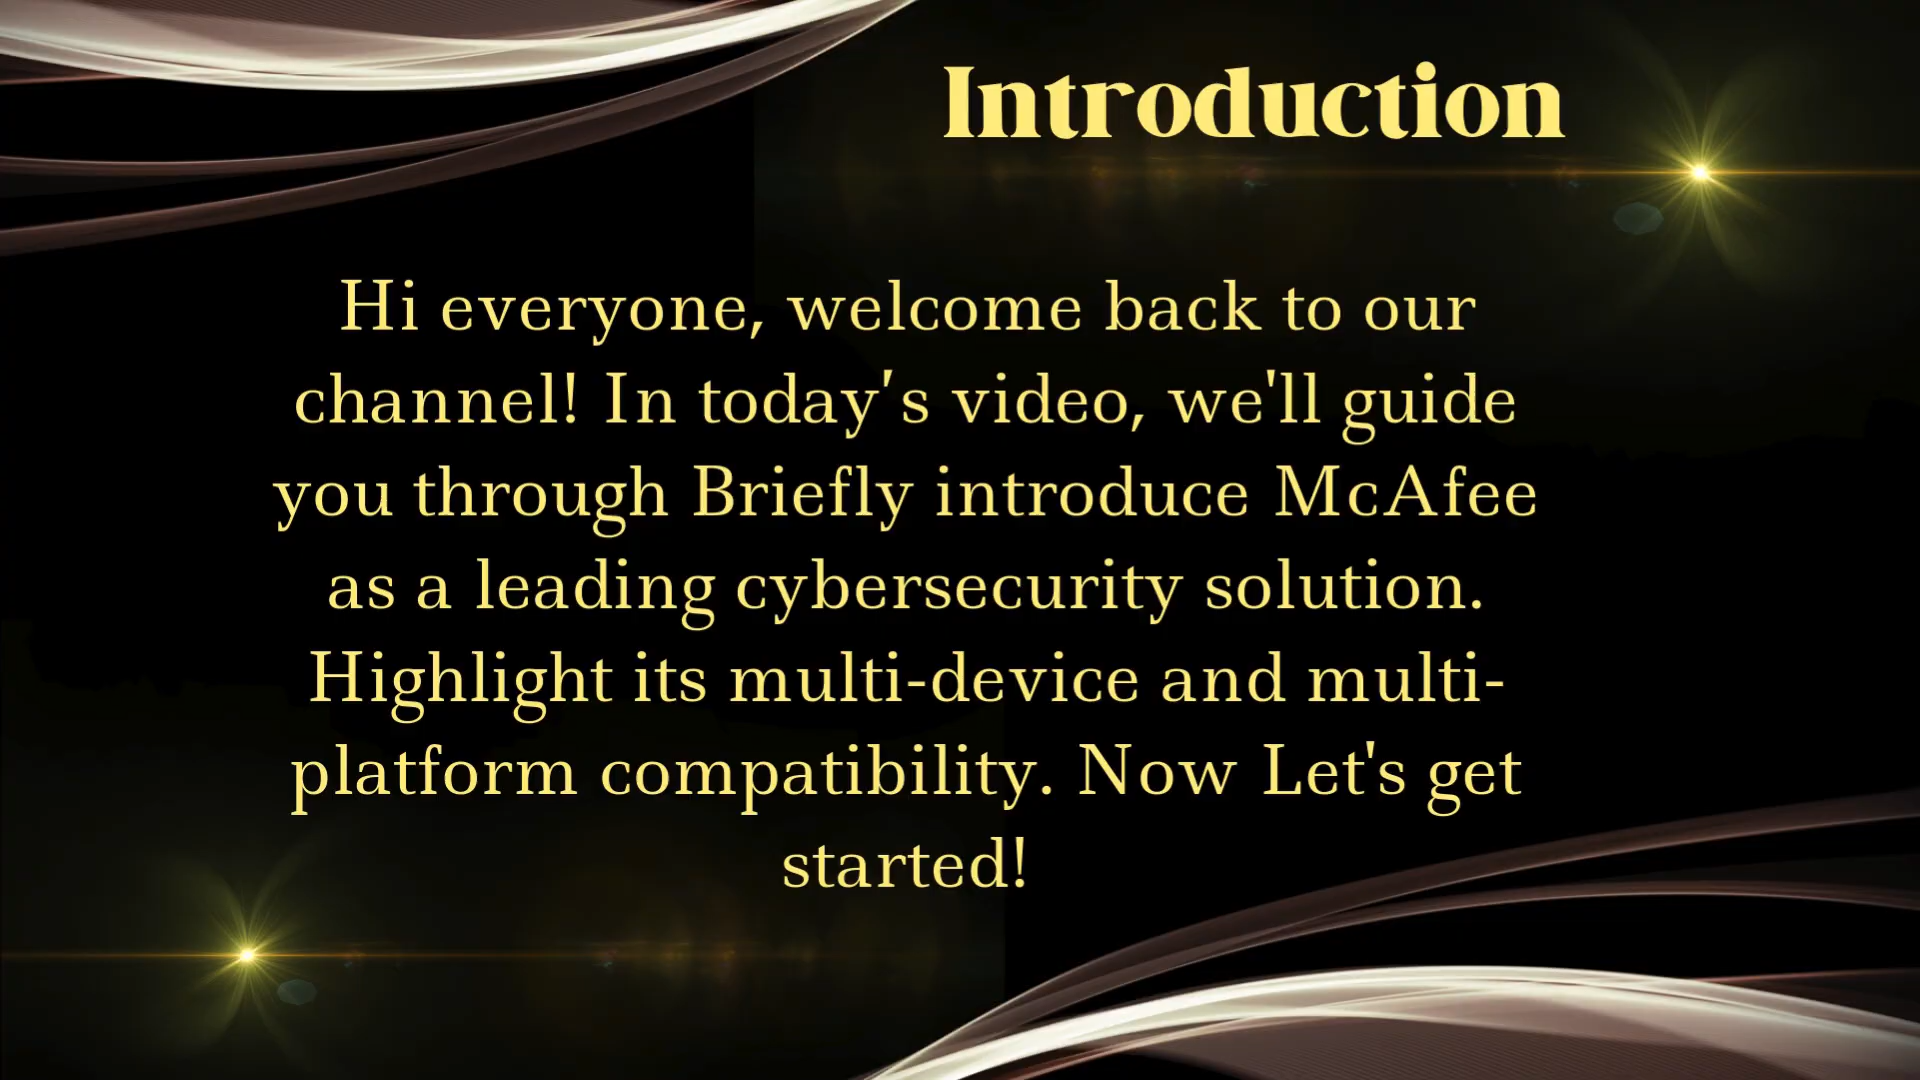 Introduction
Hi everyone, welcome back to our
channel! In today's video, we'll guide
you through Briefly introduce McAfee
as a leading cybersecurity solution.
Highlight its multi-device and multi-
platform compatibility. Now Let's get
started!